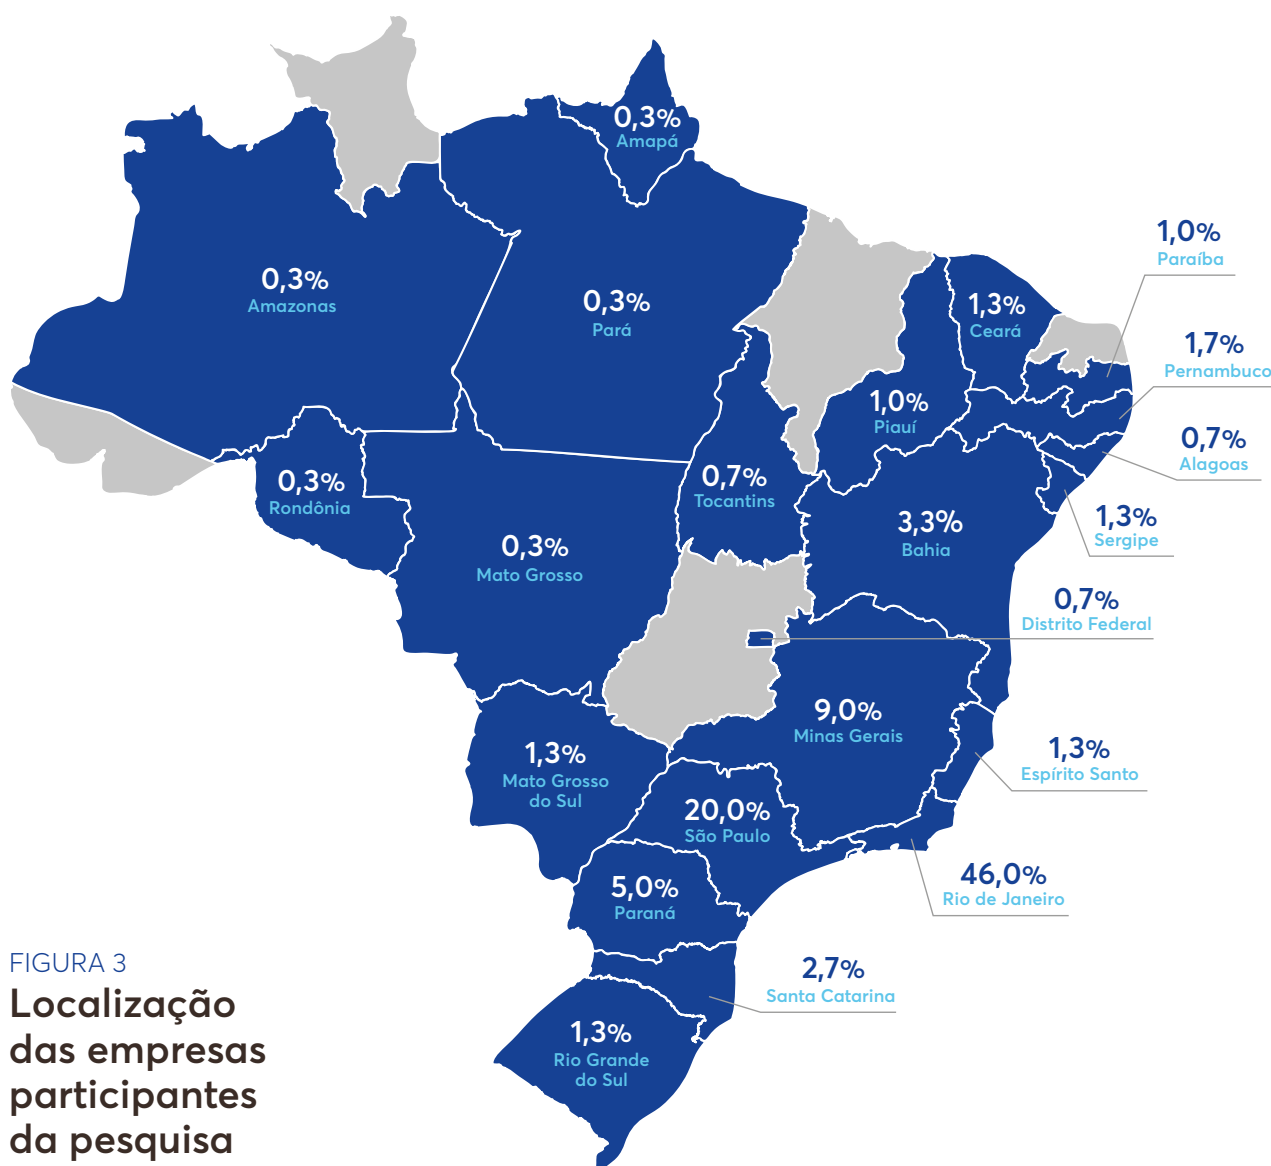 0,3%
Amapá
1,0%
Paraíba
0,3%
Amazonas
0,3%
Pará
1,3%
Ceará
1,7%
Pernambuco
1,0%
Piauí
0,7%
Alagoas
0,3%
Rondônia
0,7%
Tocantins
3,3%
Bahia
1,3%
Sergipe
0,3%
Mato Grosso
0,7%
Distrito Federal
9,0%
Minas Gerais
1,3%
Mato Grosso
do Sul
1,3%
Espírito Santo
20,0%
São Paulo
46,0%
Rio de Janeiro
5,0%
Paraná
2,7%
Santa Catarina
1,3%
Rio Grande
do Sul
FIGURA 3
Localização
das empresas
participantes
da pesquisa